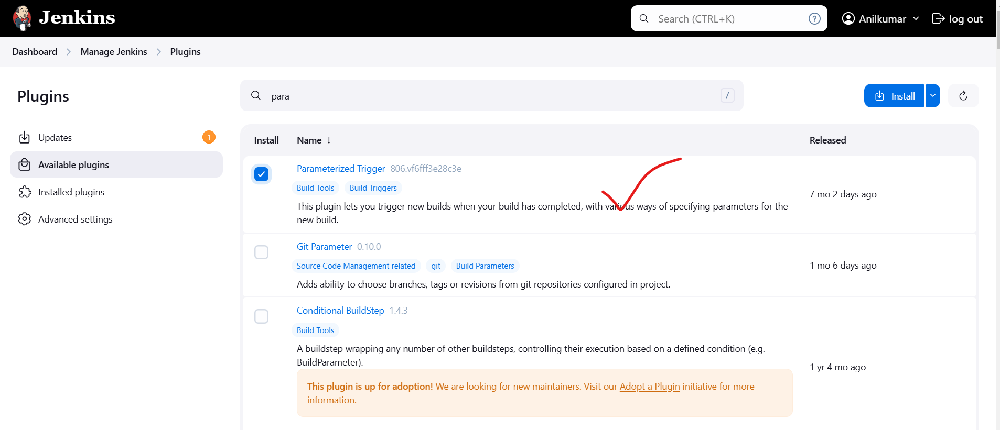 Jenkins
Search (CTRL+K)
?
Anilkumar
log out
Dashboard
Manage Jenkins
Plugins
Plugins
para
/
Install
Updates
1
Available plugins
Installed plugins
Advanced settings
Install
Name ↓
Released
Parameterized Trigger 806.vf6fff3e28c3e
Build Tools
Build Triggers
This plugin lets you trigger new builds when your build has completed, with various ways of specifying parameters for the
new build.
7 mo 2 days ago
Git Parameter 0.10.0
Source Code Management related
git
Build Parameters
Adds ability to choose branches, tags or revisions from git repositories configured in project.
1 mo 6 days ago
Conditional BuildStep 1.4.3
Build Tools
A buildstep wrapping any number of other buildsteps, controlling their execution based on a defined condition (e.g.
BuildParameter).
1 yr 4 mo ago
This plugin is up for adoption! We are looking for new maintainers. Visit our Adopt a Plugin initiative for more
information.